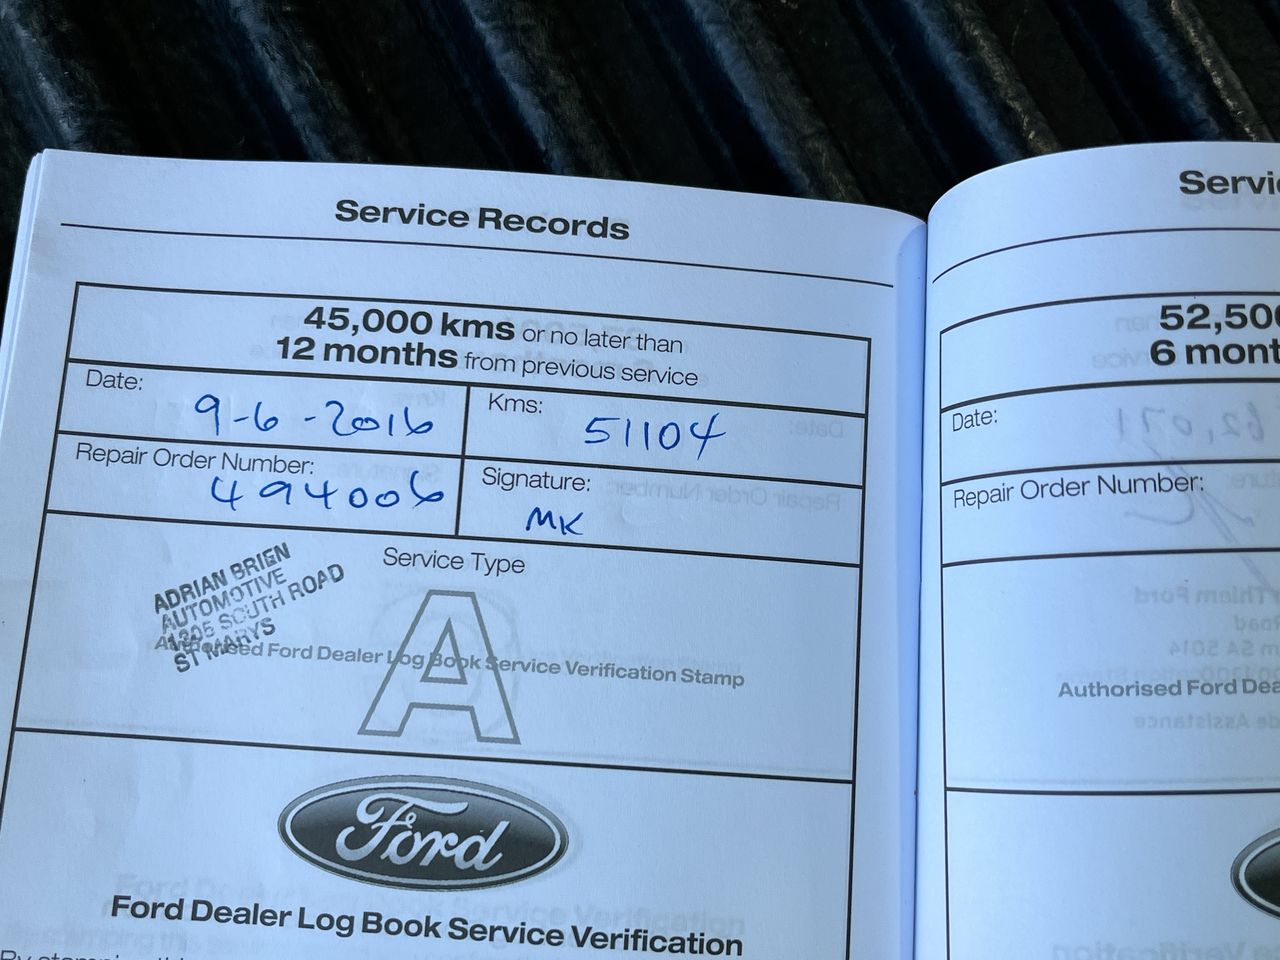 Service Records
45,000 kms or no later than
12 months from previous service
Date: 9-6-2016
Kms: 51104
Repair Order Number: 494006
Signature: MK
Service Type
ADRIAN BRIEN
AUTOMOTIVE
1305 SOUTH ROAD
ST MARYS
Authorised Ford Dealer Log Book Service Verification Stamp
A
Ford
Ford Dealer Log Book Service Verification
Servi
52,50
6 mont
Date:
Repair Order Number:
Authorised Ford Dea